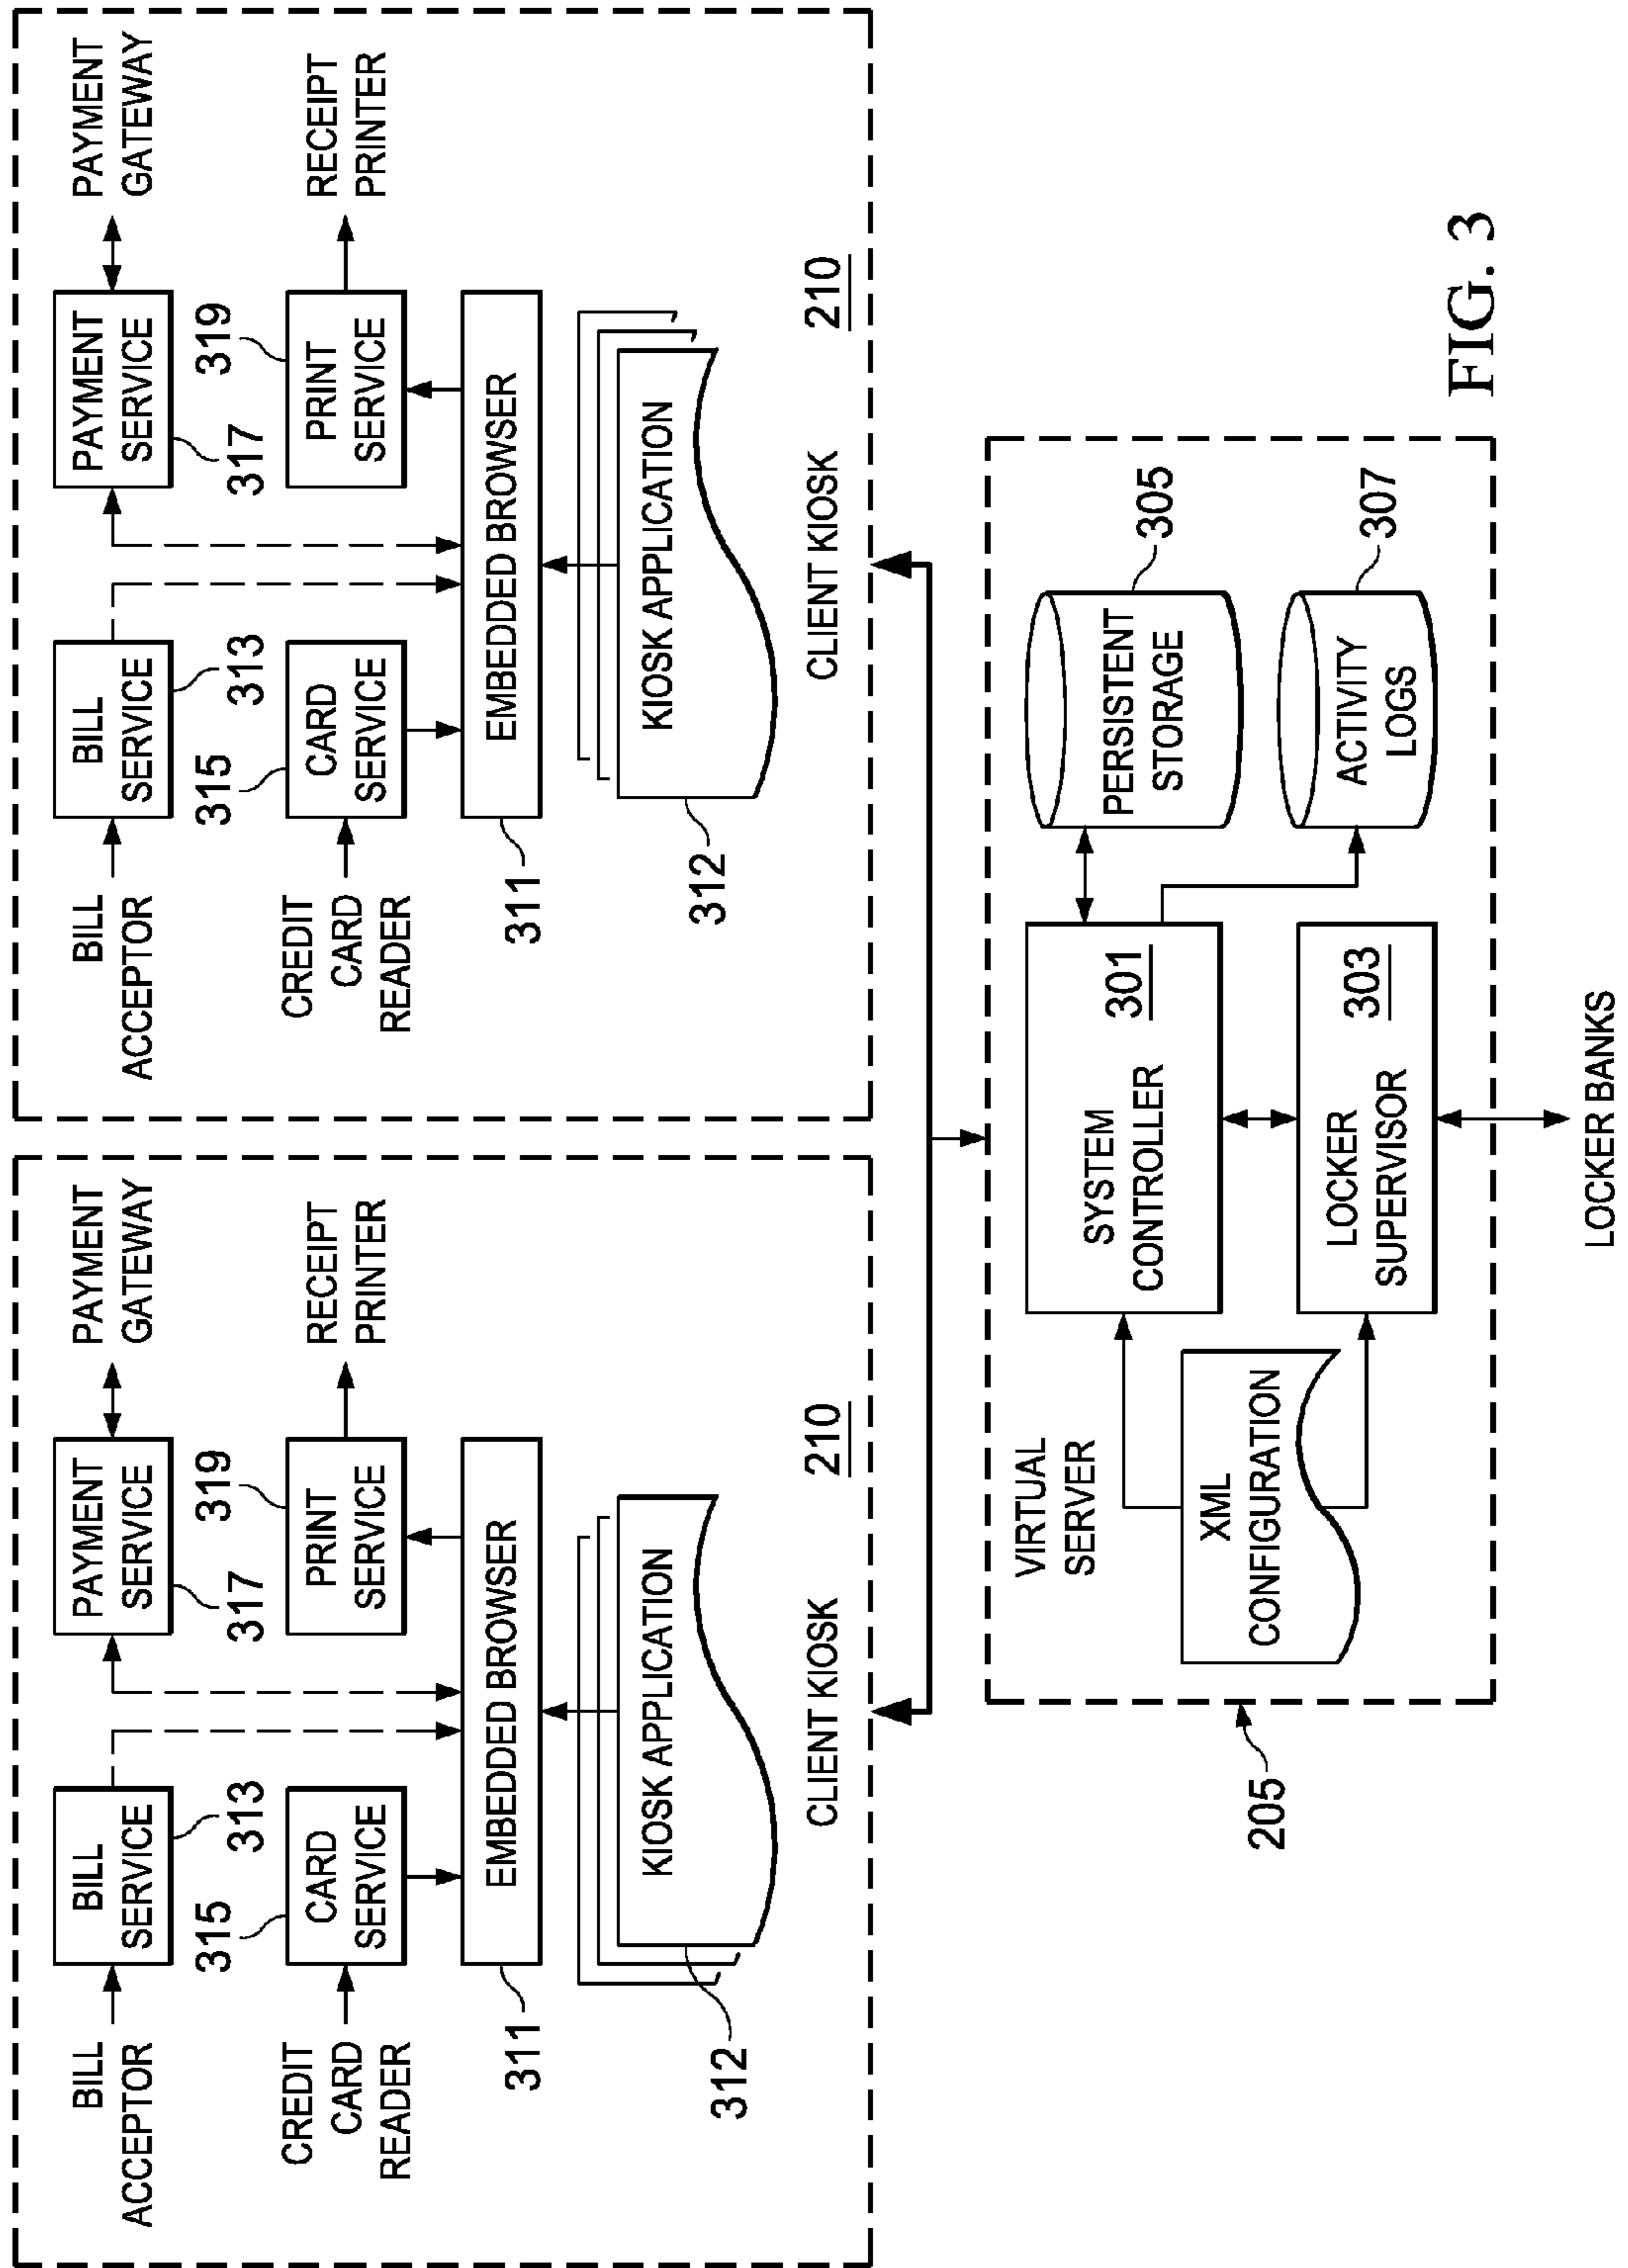 BILL
ACCEPTOR
BILL
SERVICE
313
PAYMENT
SERVICE
317
PAYMENT
GATEWAY
CREDIT
CARD
READER
315
CARD
SERVICE
319
PRINT
SERVICE
RECEIPT
PRINTER
311
EMBEDDED BROWSER
312
KIOSK APPLICATION
CLIENT KIOSK
210
BILL
ACCEPTOR
BILL
SERVICE
313
PAYMENT
SERVICE
317
PAYMENT
GATEWAY
CREDIT
CARD
READER
315
CARD
SERVICE
319
PRINT
SERVICE
RECEIPT
PRINTER
311
EMBEDDED BROWSER
312
KIOSK APPLICATION
CLIENT KIOSK
210
205
VIRTUAL
SERVER
XML
CONFIGURATION
SYSTEM
CONTROLLER
301
LOCKER
SUPERVISOR
303
PERSISTENT
STORAGE
305
ACTIVITY
LOGS
307
LOCKER BANKS
FIG. 3